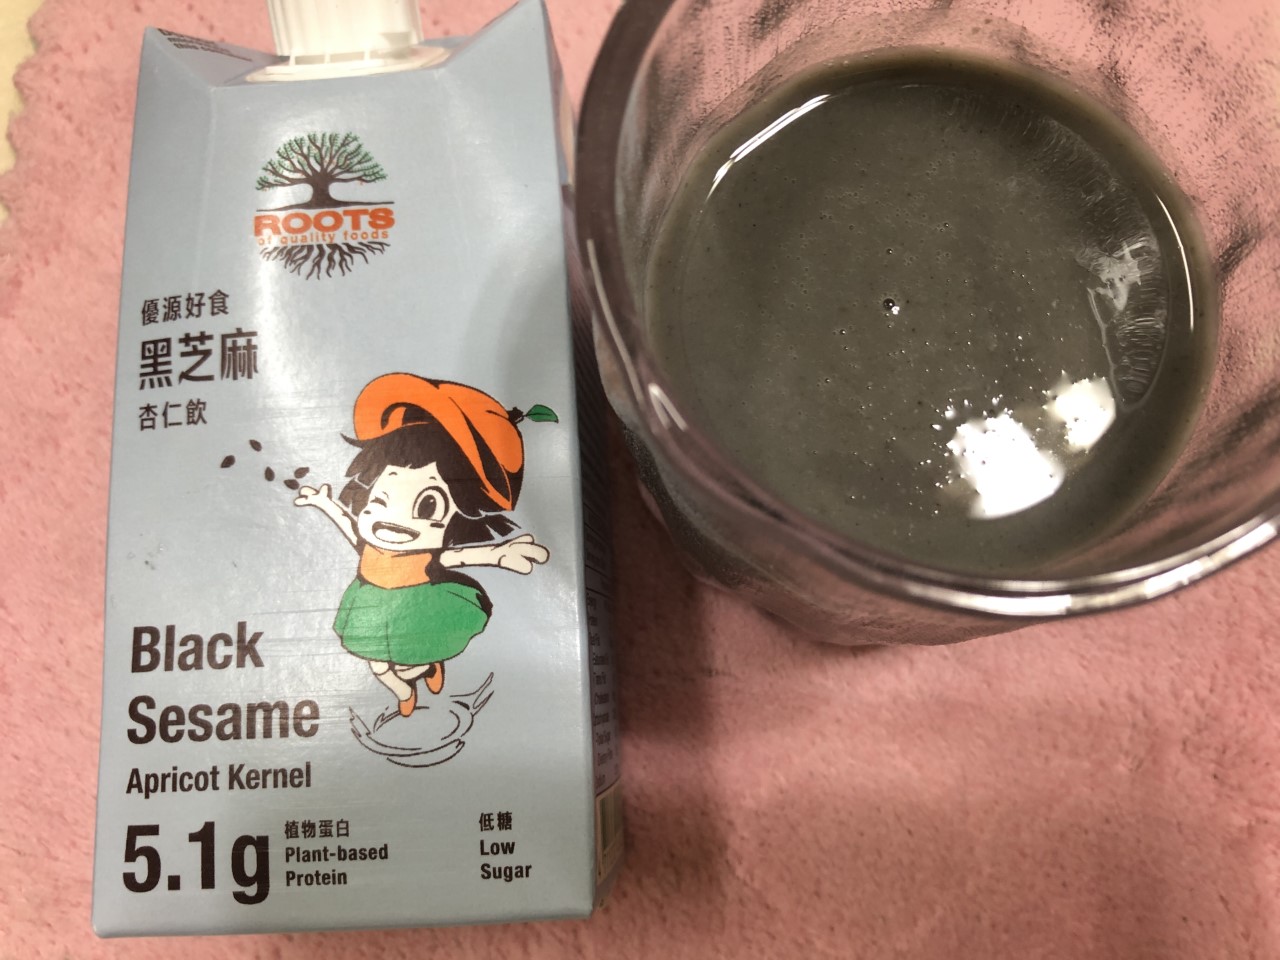 ROOTS
of quality foods
優源好食
黑芝麻
杏仁飲
Black
Sesame
Apricot Kernel
5.1g
植物蛋白
Plant-based
Protein
低糖
Low
Sugar